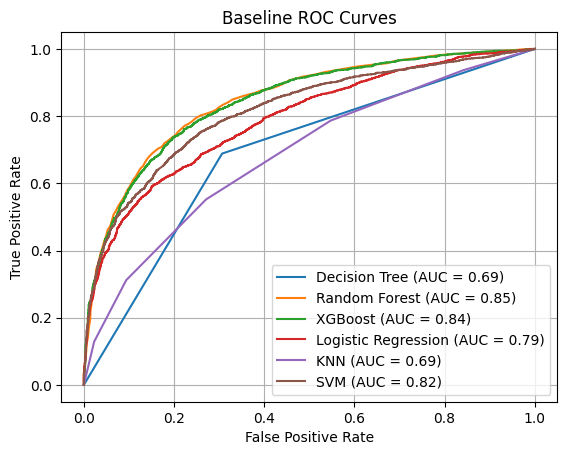 Baseline ROC Curves
True Positive Rate
1.0
0.8
0.6
0.4
0.2
0.0
Decision Tree (AUC = 0.69)
Random Forest (AUC = 0.85)
XGBoost (AUC = 0.84)
Logistic Regression (AUC = 0.79)
KNN (AUC = 0.69)
SVM (AUC = 0.82)
0.0 0.2 0.4 0.6 0.8 1.0
False Positive Rate